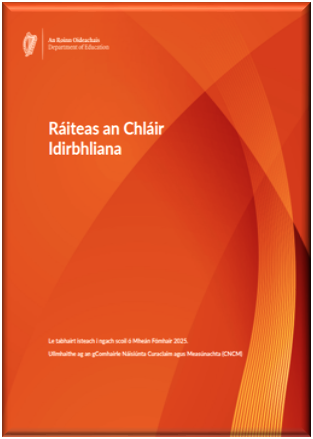 An Roinn Oideachais
Department of Education
Ráiteas an Chláir
Idirbhliana
Le tabhairt isteach i ngach scoil ó Mheán Fómhair 2025.
Ullmhaithe ag an gComhairle Náisiúnta Curaclaim agus Measúnachta (CNCM)